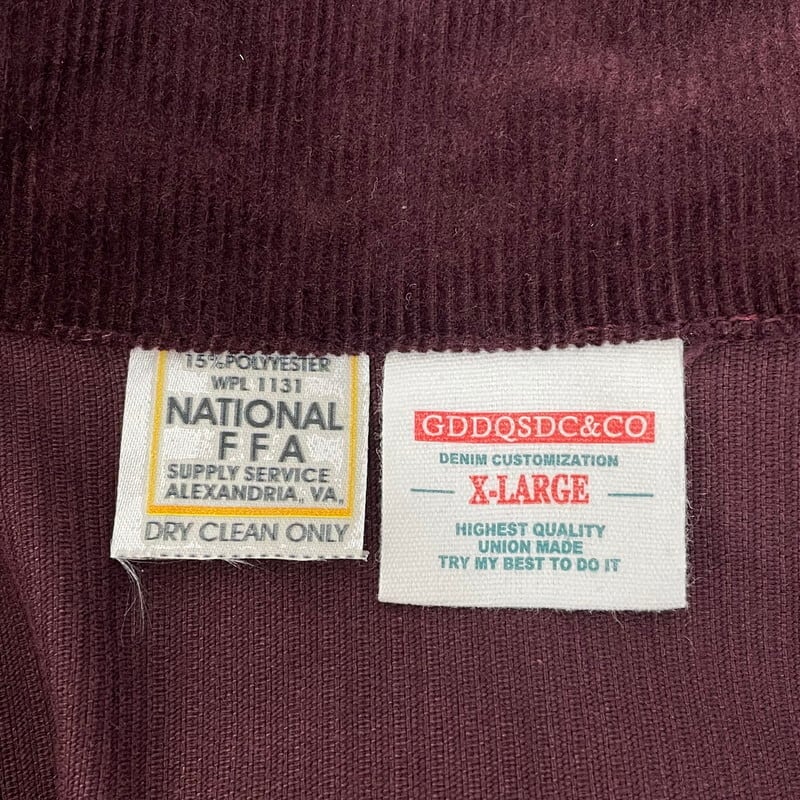 15%POLYYESTER
WPL 1131
NATIONAL
FFA
SUPPLY SERVICE
ALEXANDRIA, VA.
DRY CLEAN ONLY
GDDQSDC&CO
DENIM CUSTOMIZATION
X-LARGE
HIGHEST QUALITY
UNION MADE
TRY MY BEST TO DO IT